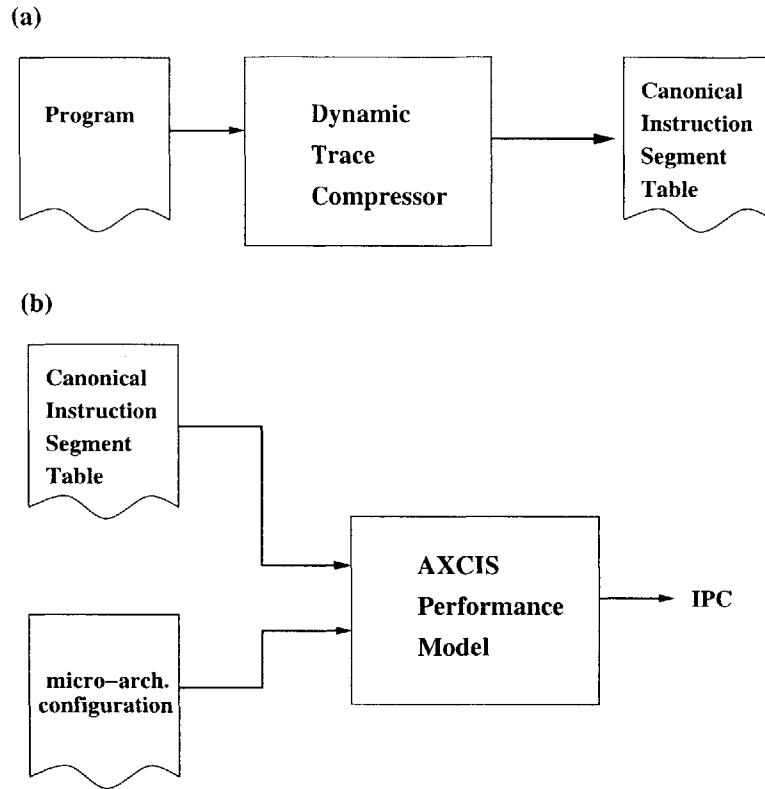 (a)
Program
Dynamic
Trace
Compressor
Canonical
Instruction
Segment
Table
(b)
Canonical
Instruction
Segment
Table
micro-arch.
configuration
AXCIS
Performance
Model
IPC